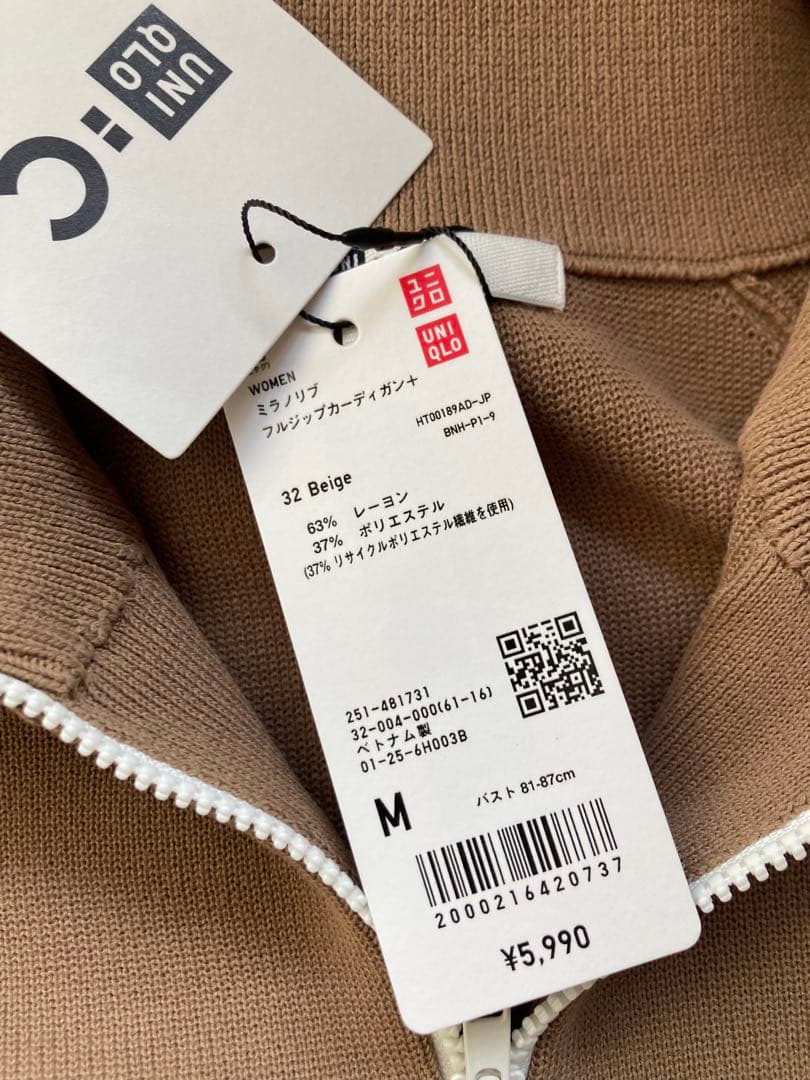 UNI
QLO
: C
ユニ
クロ
UNI
QLO
WOMEN
ミラノリブ
フルジップカーディガン+
HT00189AD-JP
BNH-P1-9
32 Beige
63% レーヨン
37% ポリエステル
(37% リサイクルポリエステル繊維を使用)
251-481731
32-004-000(61-16)
ベトナム製
01-25-6H003B
M
バスト 81-87cm
2000216420737
¥5,990